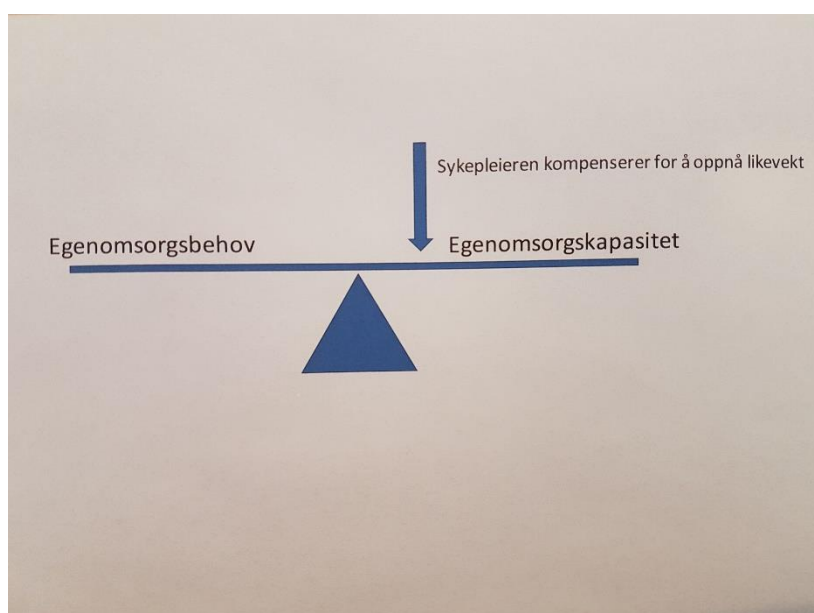 Sykepleieren kompenserer for å oppnå likevekt
Egenomsorgsbehov
Egenomsorgskapasitet